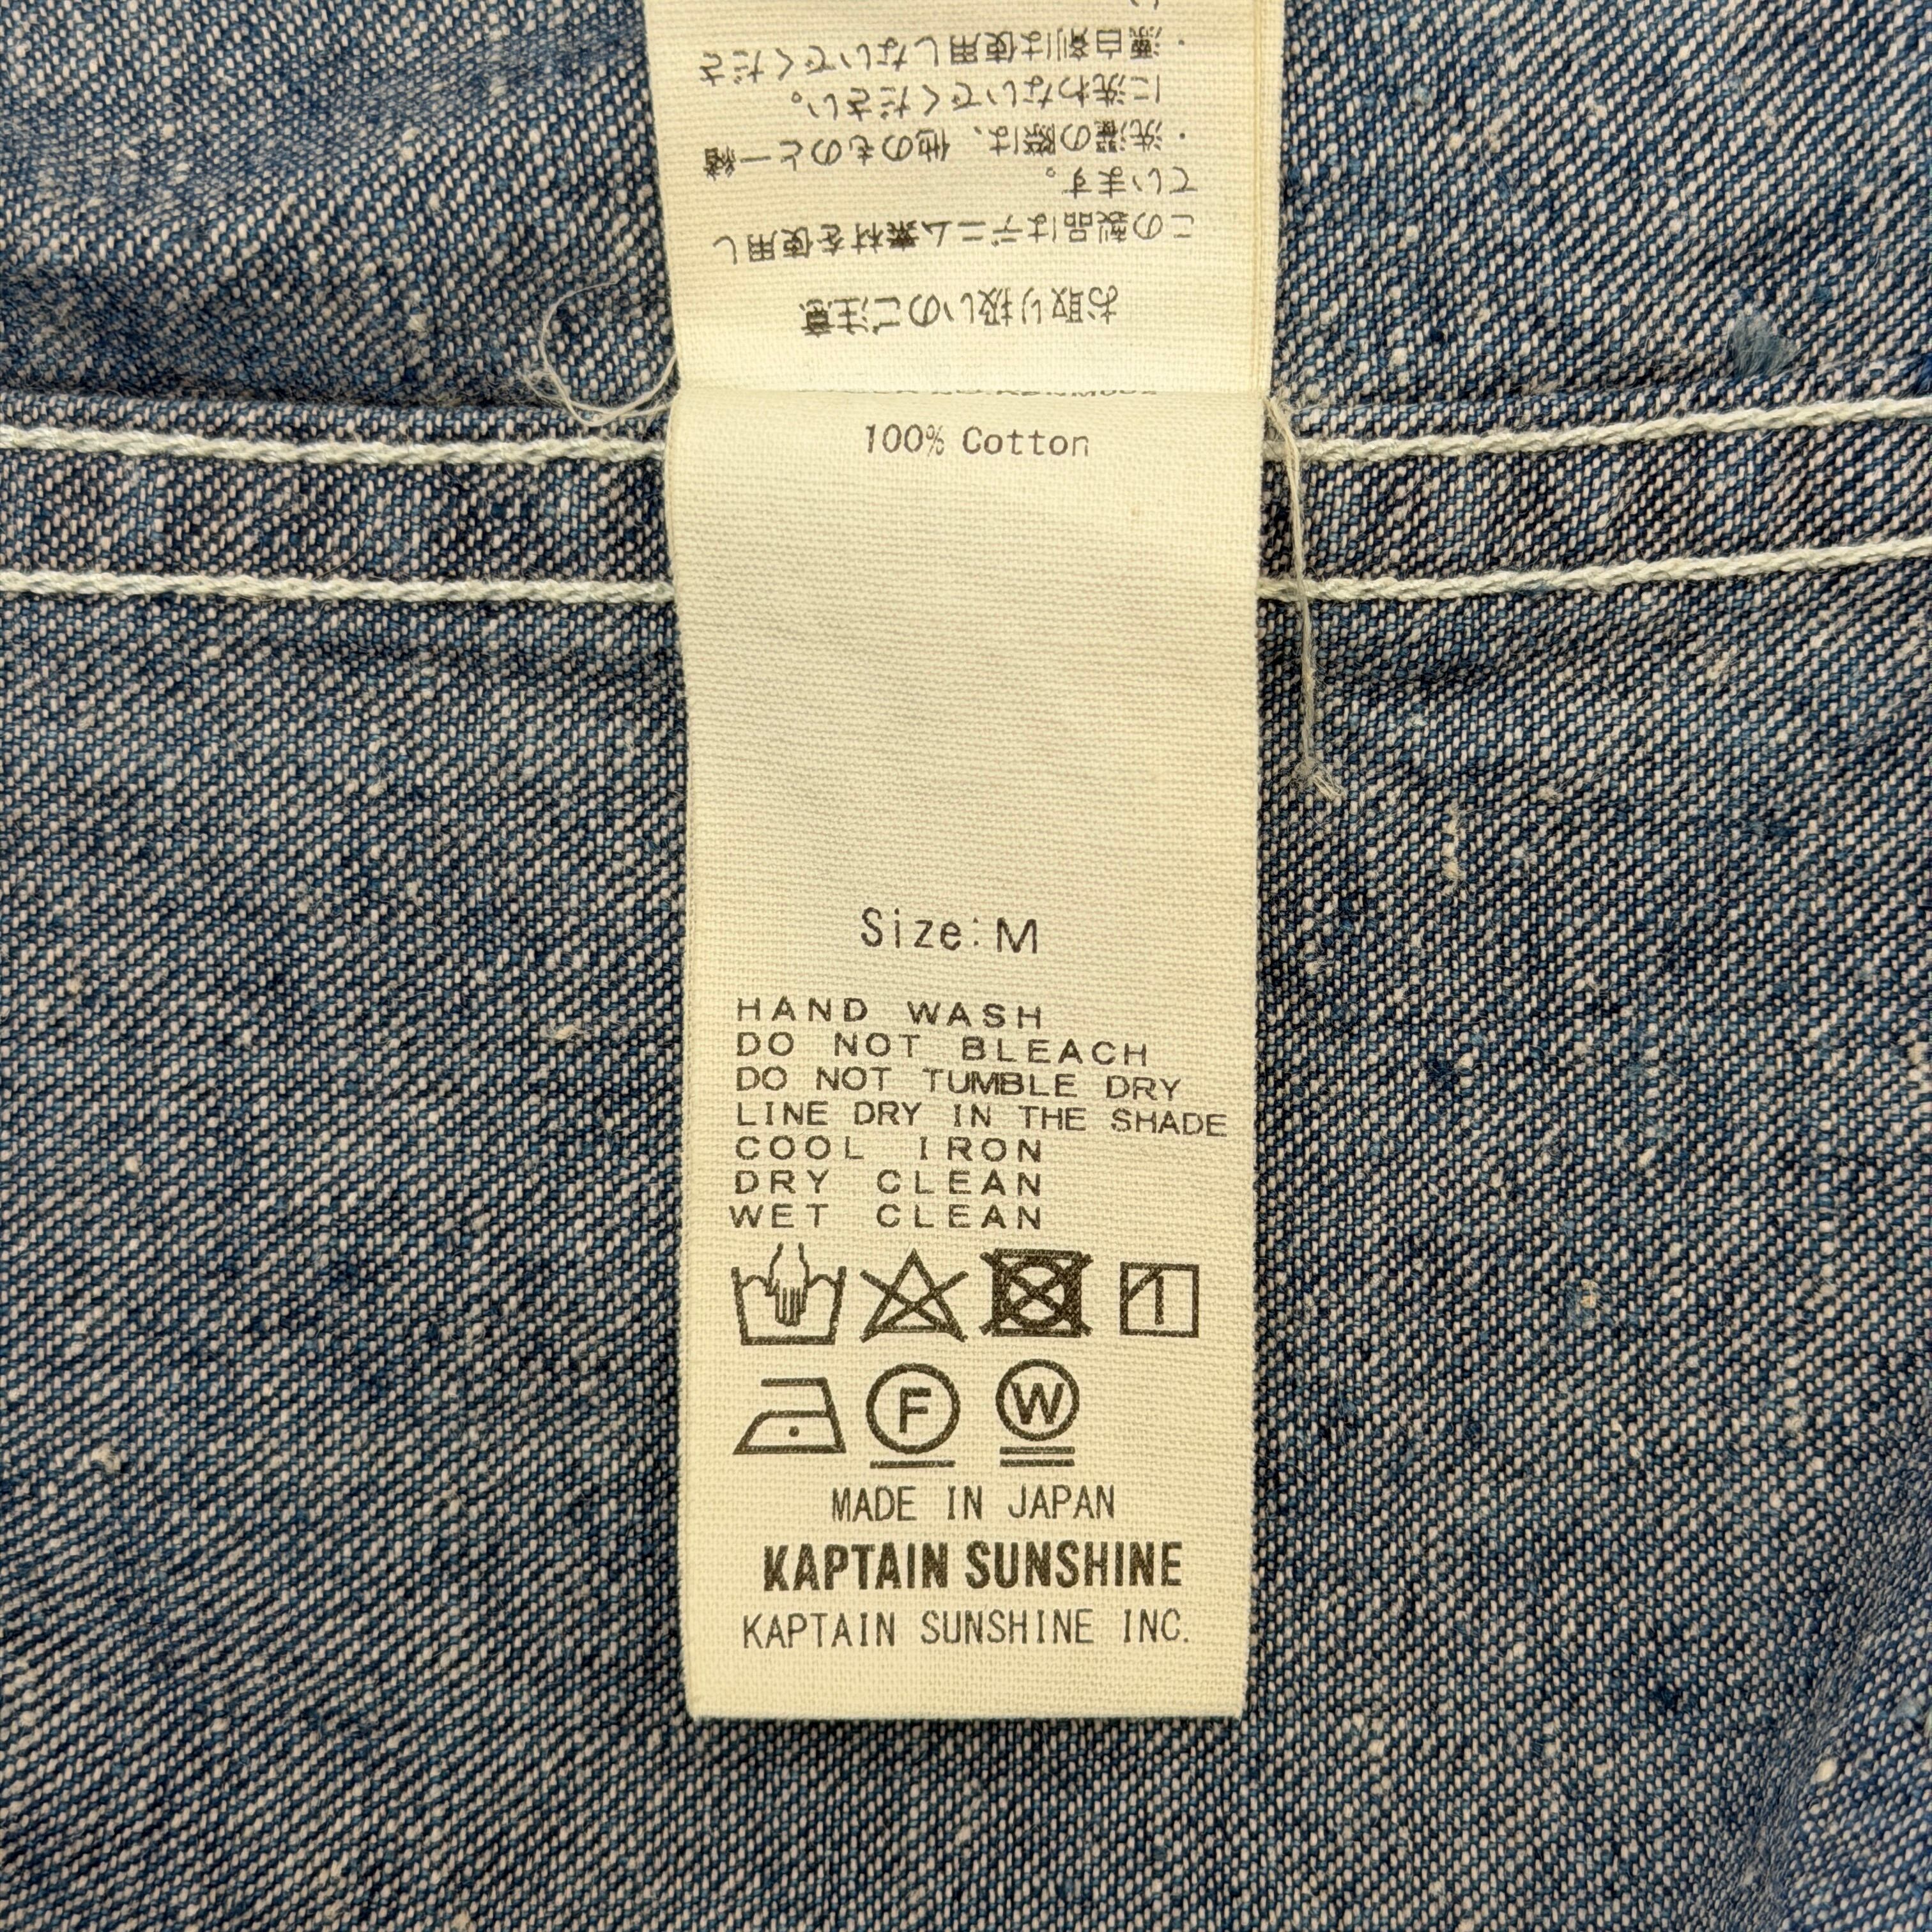 お取り扱いのご注意
この製品はデニム素材を使用し
ています。
・洗濯の際は、他のものと一緒
に洗わないでください。
・漂白剤は使用しないでくださ
100% Cotton
Size:M
HAND WASH
DO NOT BLEACH
DO NOT TUMBLE DRY
LINE DRY IN THE SHADE
COOL IRON
DRY CLEAN
WET CLEAN
F
W
MADE IN JAPAN
KAPTAIN SUNSHINE
KAPTAIN SUNSHINE INC.